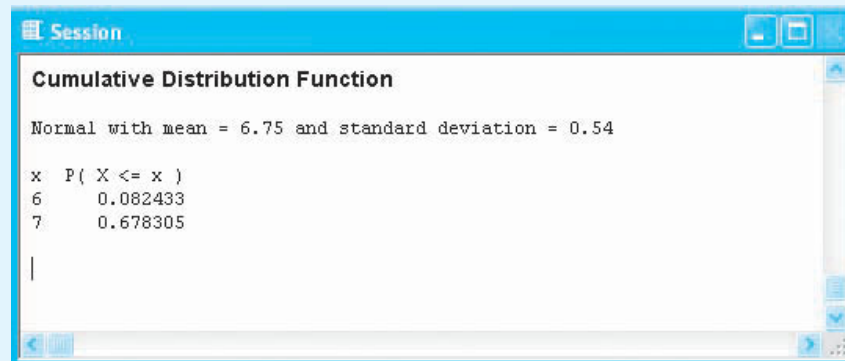 Session
Cumulative Distribution Function
Normal with mean = 6.75 and standard deviation = 0.54
x P( X <= x )
6 0.082433
7 0.678305